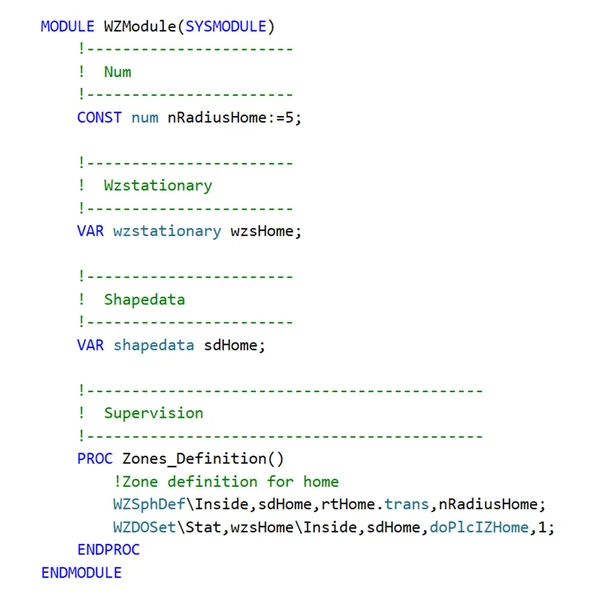 MODULE WZModule(SYSMODULE)
!-----------------------
!  Num
!-----------------------
CONST num nRadiusHome:=5;
!-----------------------
!  Wzstationary
!-----------------------
VAR wzstationary wzsHome;
!-----------------------
!  Shapedata
!-----------------------
VAR shapedata sdHome;
!--------------------------------------------
!  Supervision
!--------------------------------------------
PROC Zones_Definition()
!Zone definition for home
WZSphDef\Inside,sdHome,rtHome.trans,nRadiusHome;
WZDOSet\Stat,wzsHome\Inside,sdHome,doPlcIZHome,1;
ENDPROC
ENDMODULE